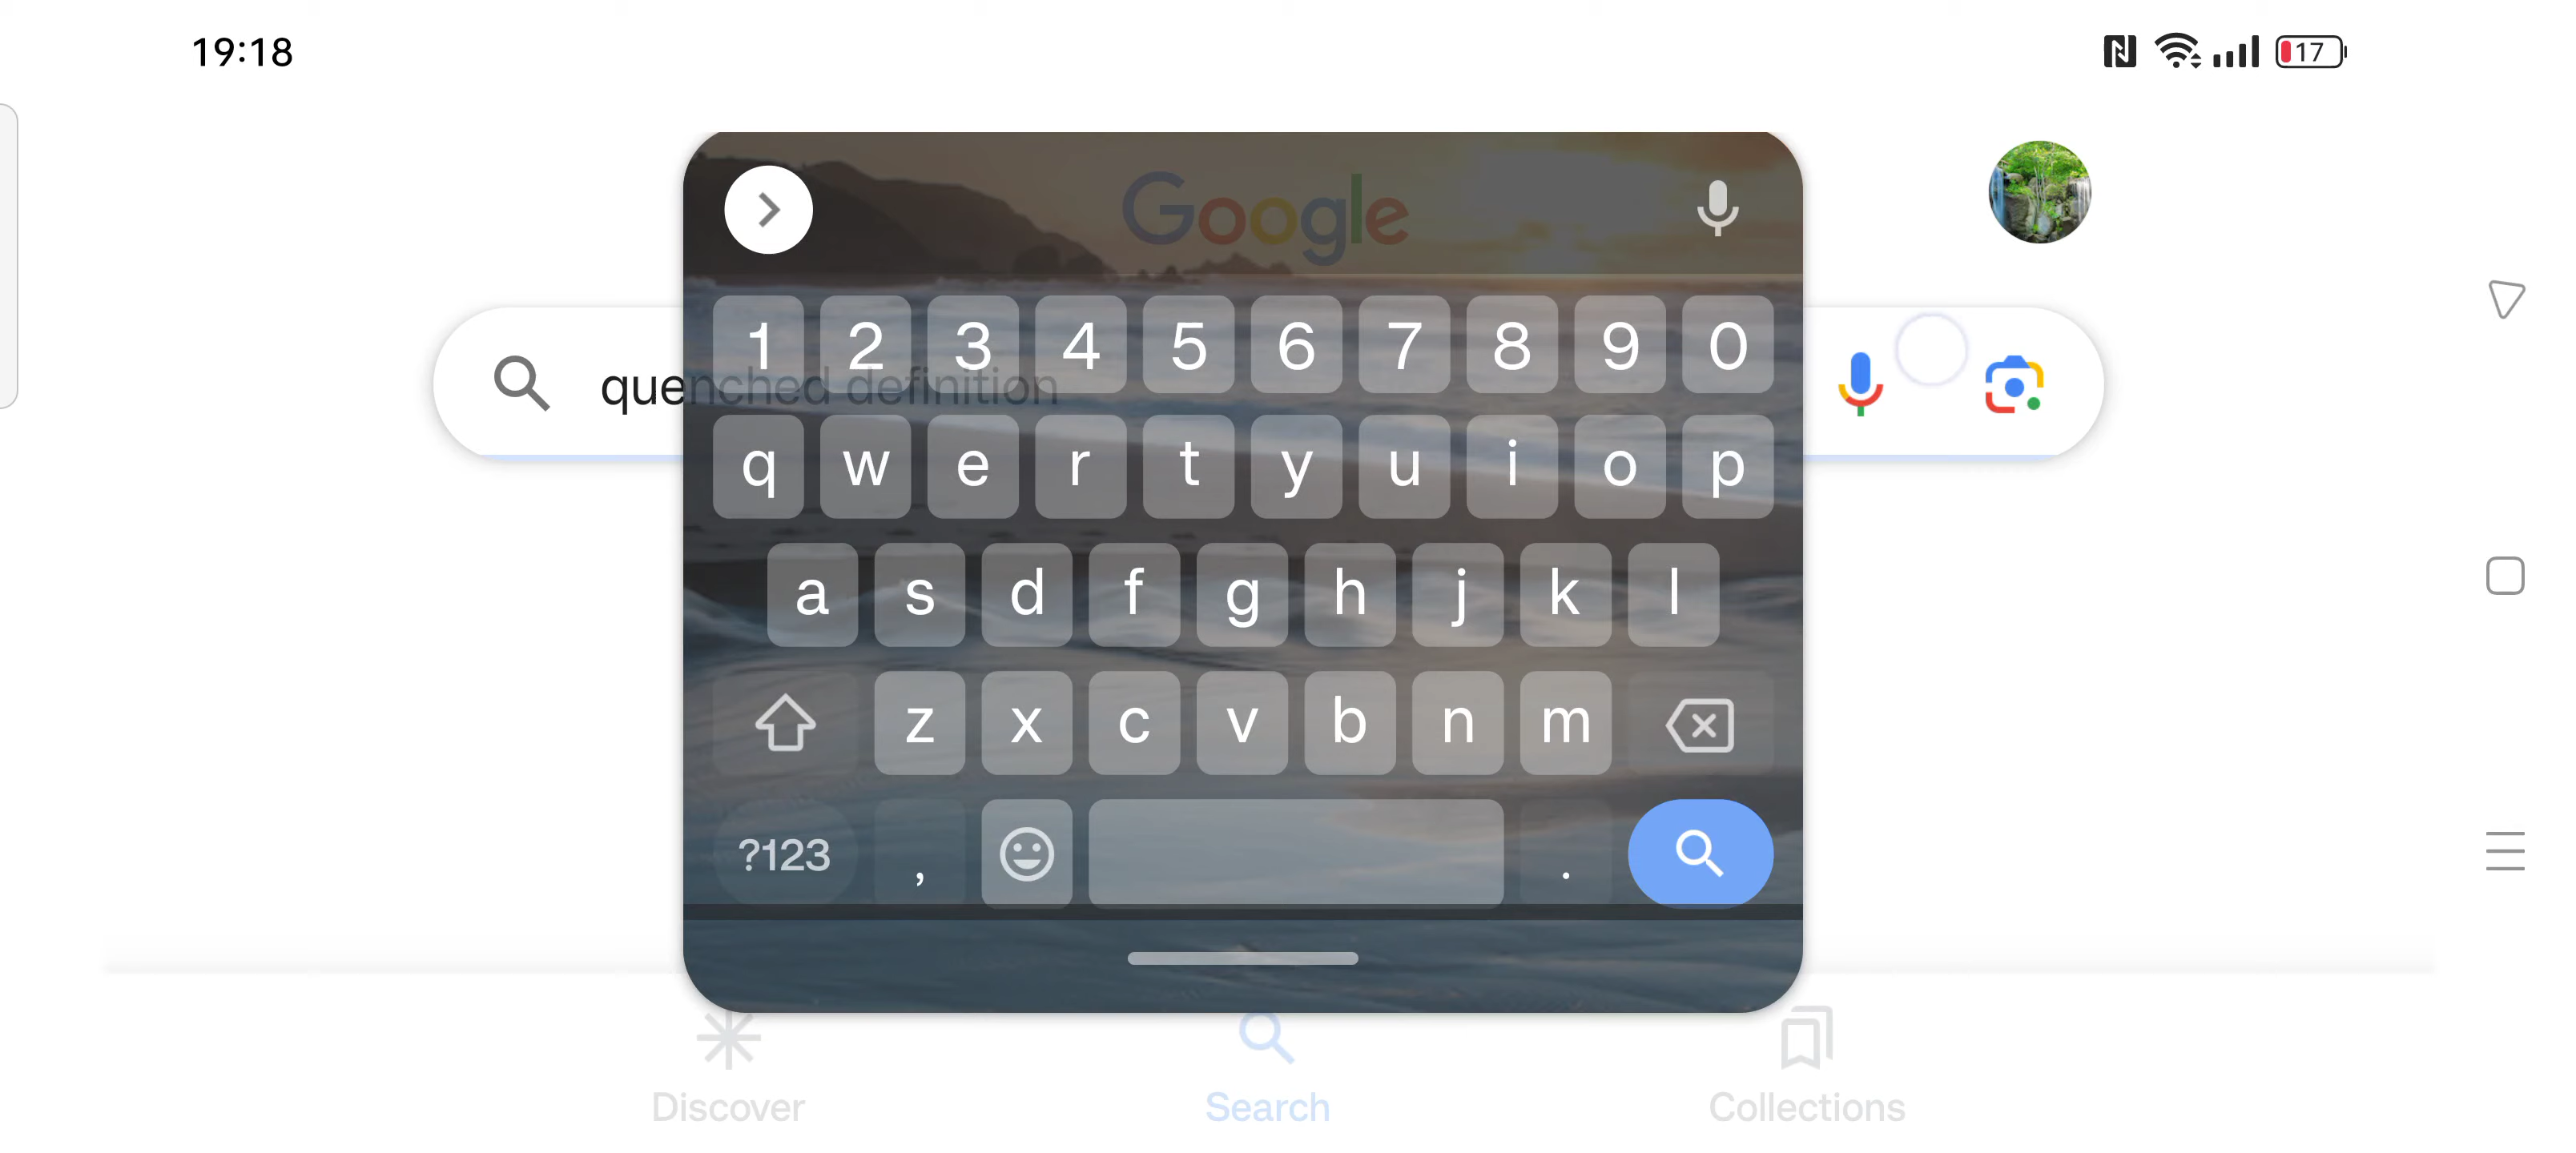 19:18
17
Google
quenched definition
1 2 3 4 5 6 7 8 9 0
q w e r t y u i o p
a s d f g h j k l
z x c v b n m
?123 , .
Discover
Search
Collections